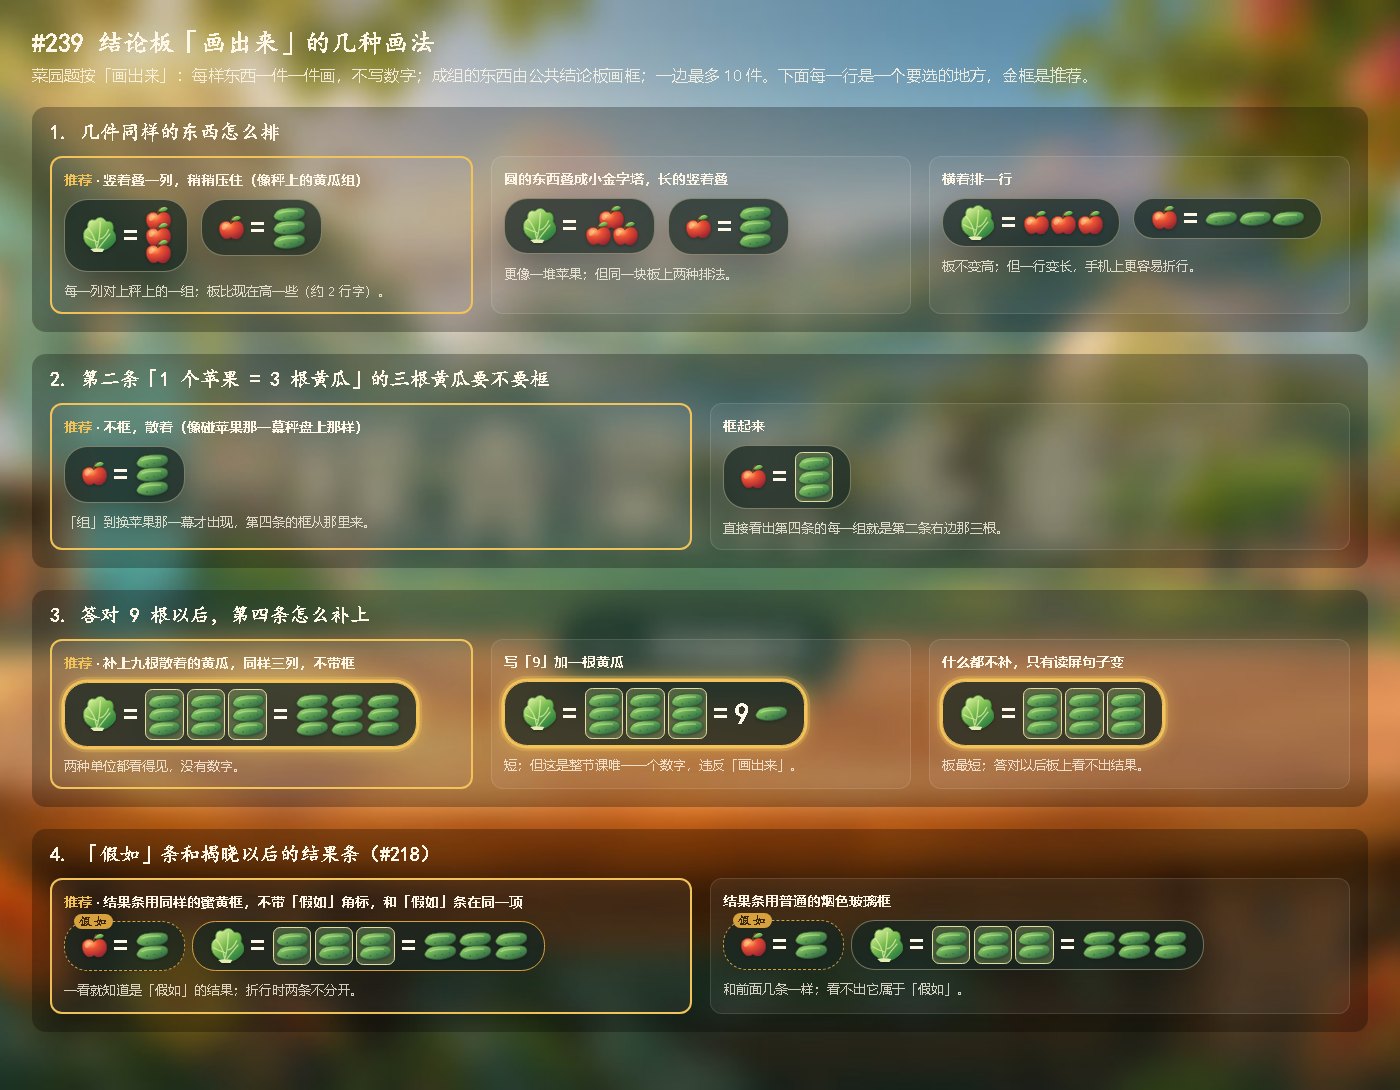 #239 结论板「画出来」的几种画法
菜园题按「画出来」：每样东西一件一件画，不写数字；成组的东西由公共结论板画框；一边最多 10 件。下面每一行是一个要选的地方，金框是推荐。
1. 几件同样的东西怎么排
推荐 · 竖着叠一列，稍稍压住（像秤上的黄瓜组）
=
=
每一列对上秤上的一组；板比现在高一些（约 2 行字）。
圆的东西叠成小金字塔，长的竖着叠
=
=
更像一堆苹果；但同一块板上两种排法。
横着排一行
=
=
板不变高；但一行变长，手机上更容易折行。
2. 第二条「1 个苹果 = 3 根黄瓜」的三根黄瓜要不要框
推荐 · 不框，散着（像碰苹果那一幕秤盘上那样）
=
「组」到换苹果那一幕才出现，第四条的框从那里来。
框起来
=
直接看出第四条的每一组就是第二条右边那三根。
3. 答对 9 根以后，第四条怎么补上
推荐 · 补上九根散着的黄瓜，同样三列，不带框
= =
两种单位都看得见，没有数字。
写「9」加一根黄瓜
= = 9
短；但这是整节课唯一一个数字，违反「画出来」。
什么都不补，只有读屏句子变
=
板最短；答对以后板上看不出结果。
4. 「假如」条和揭晓以后的结果条（#218）
推荐 · 结果条用同样的蜜黄框，不带「假如」角标，和「假如」条在同一项
假如
= = =
一看就知道是「假如」的结果；折行时两条不分开。
结果条用普通的烟色玻璃框
假如
= = =
和前面几条一样；看不出它属于「假如」。